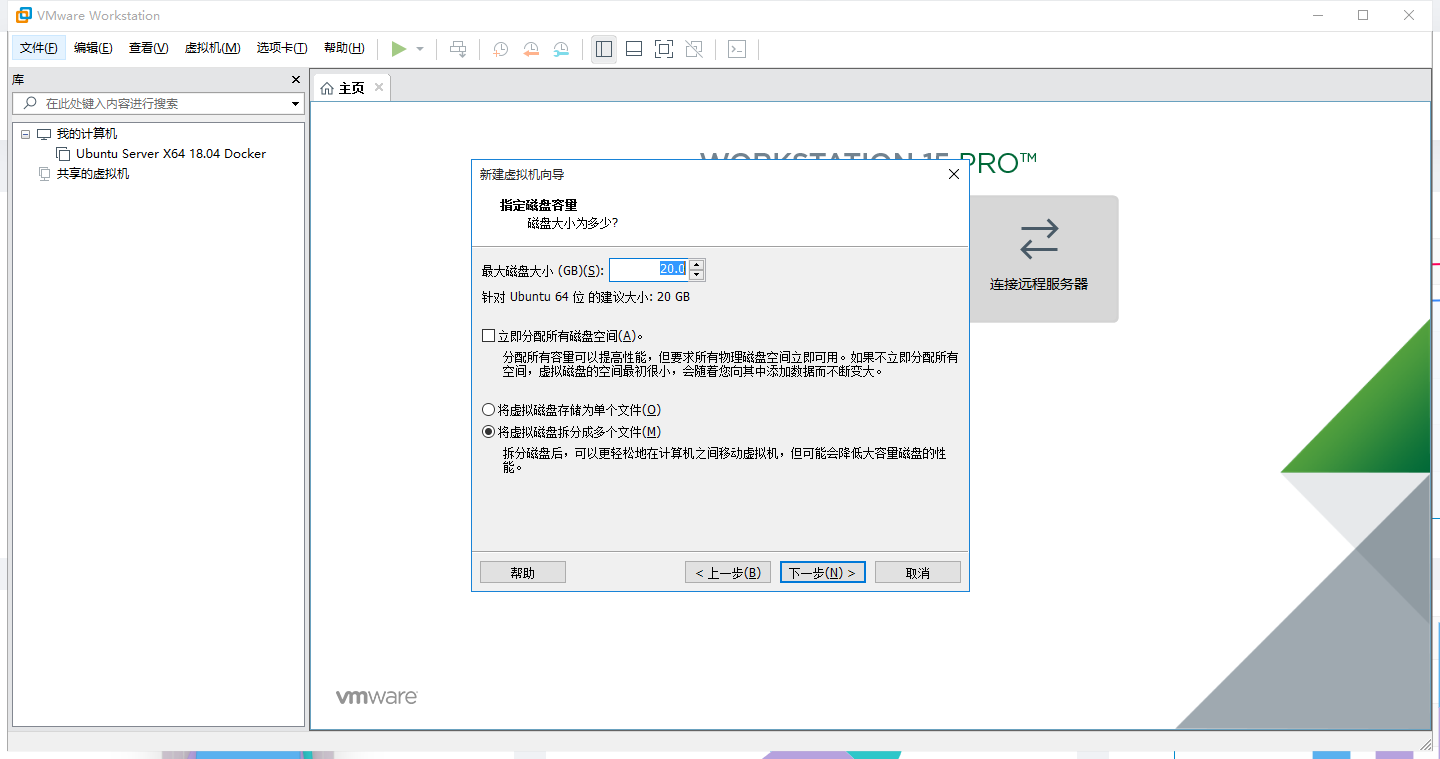 VMware Workstation
文件(F) 编辑(E) 查看(V) 虚拟机(M) 选项卡(T) 帮助(H)
库
在此处键入内容进行搜索
我的计算机
Ubuntu Server X64 18.04 Docker
共享的虚拟机
主页
WORKSTATION 15 PRO™
连接远程服务器
新建虚拟机向导
指定磁盘容量
磁盘大小为多少?
最大磁盘大小 (GB)(S): 20.0
针对 Ubuntu 64 位 的建议大小: 20 GB
立即分配所有磁盘空间(A)。
分配所有容量可以提高性能，但要求所有物理磁盘空间立即可用。如果不立即分配所有
空间，虚拟磁盘的空间最初很小，会随着您向其中添加数据而不断变大。
将虚拟磁盘存储为单个文件(O)
将虚拟磁盘拆分成多个文件(M)
拆分磁盘后，可以更轻松地在计算机之间移动虚拟机，但可能会降低大容量磁盘的性
能。
帮助 < 上一步(B) 下一步(N) > 取消
vmware